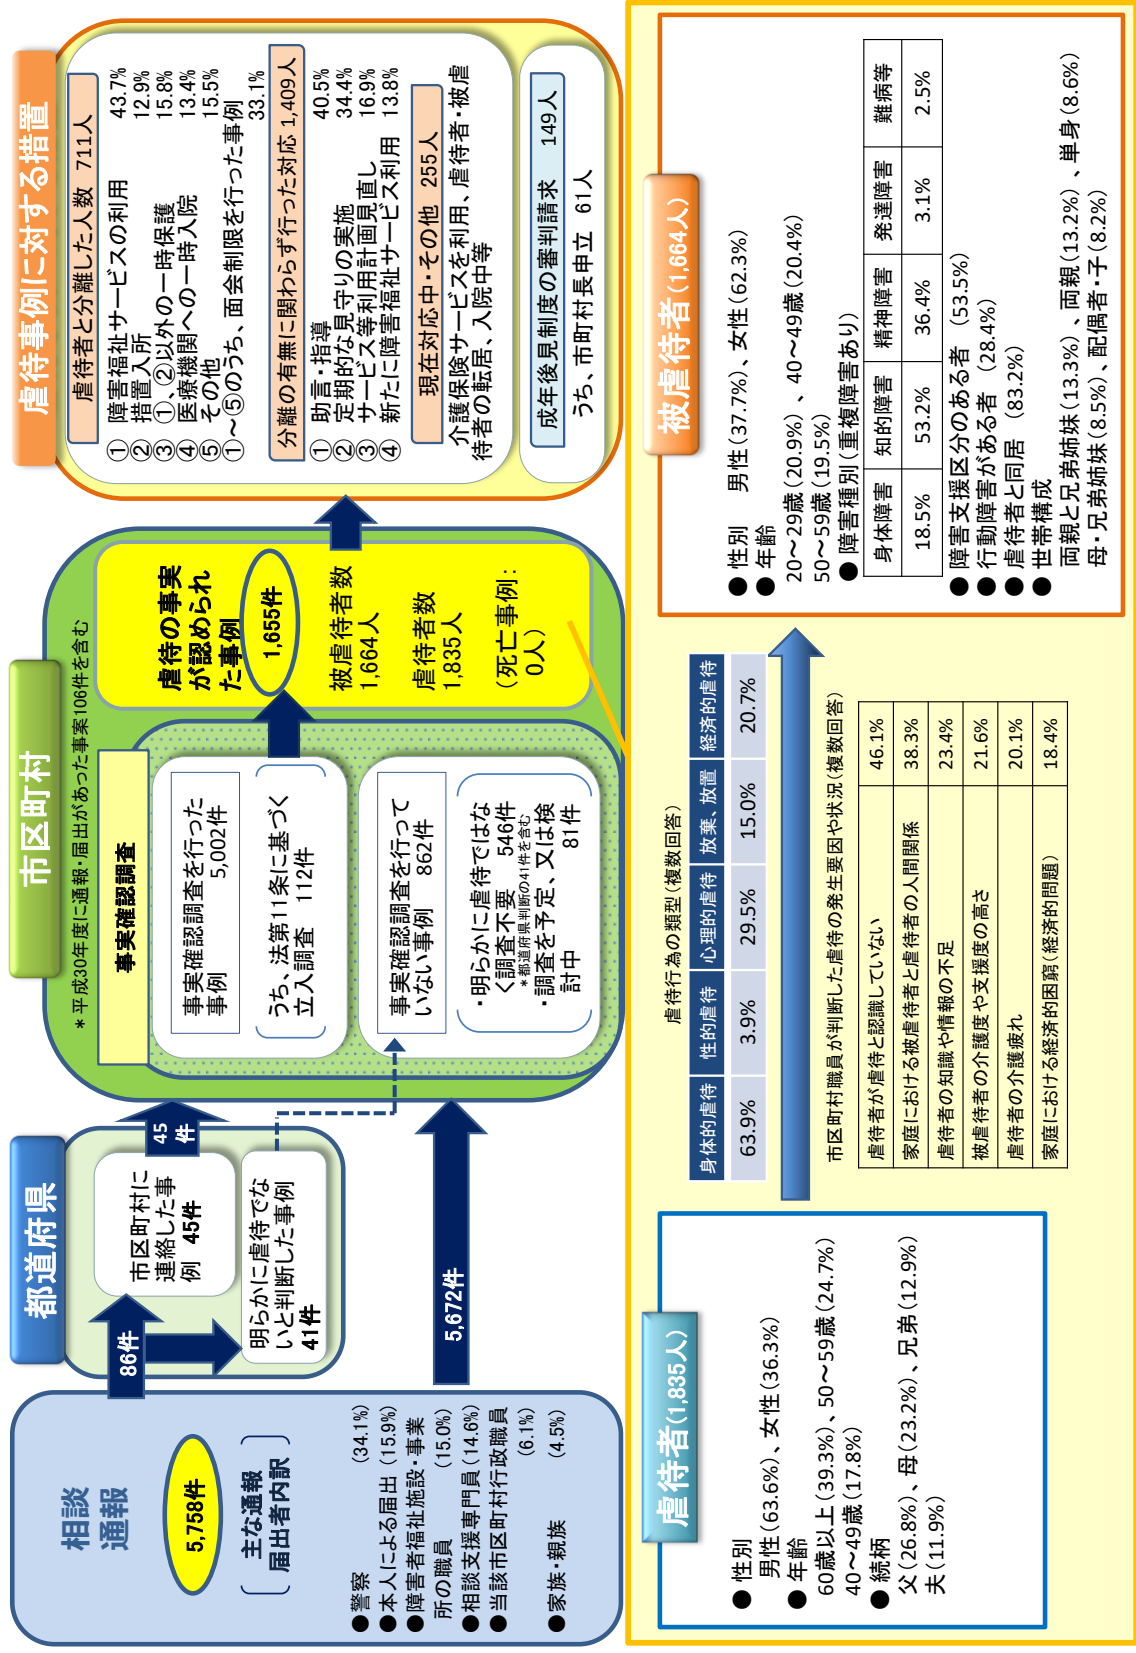 相談
通報
5,758件
主な通報
届出者内訳
●警察 (34.1%)
●本人による届出 (15.9%)
●障害者福祉施設・事業
所の職員 (15.0%)
●相談支援専門員 (14.6%)
●当該市区町村行政職員
(6.1%)
●家族・親族 (4.5%)
都道府県
86件
市区町村に
連絡した事
例 45件
45
件
明らかに虐待でな
いと判断した事例
41件
5,672件
市区町村
*平成30年度に通報・届出があった事案106件を含む
事実確認調査
事実確認調査を行った
事例 5,002件
うち、法第11条に基づく
立入調査 112件
事実確認調査を行って
いない事例 862件
・明らかに虐待ではな
く調査不要 546件
*都道府県判断の41件を含む
・調査を予定、又は検
討中 81件
虐待の事実
が認められ
た事例
1,655件
被虐待者数
1,664人
虐待者数
1,835人
(死亡事例:
0人)
虐待事例に対する措置
虐待者と分離した人数 711人
① 障害福祉サービスの利用 43.7%
② 措置入所 12.9%
③ ①、②以外の一時保護 15.8%
④ 医療機関への一時入院 13.4%
⑤ その他 15.5%
①~⑤のうち、面会制限を行った事例
33.1%
分離の有無に関わらず行った対応 1,409人
① 助言・指導 40.5%
② 定期的な見守りの実施 34.4%
③ サービス等利用計画見直し 16.9%
④ 新たに障害福祉サービス利用 13.8%
現在対応中・その他 255人
介護保険サービスを利用、虐待者・被虐
待者の転居、入院中等
成年後見制度の審判請求 149人
うち、市町村長申立 61人
虐待者(1,835人)
● 性別
男性(63.6%)、女性(36.3%)
● 年齢
60歳以上(39.3%)、50~59歳(24.7%)
40~49歳(17.8%)
● 続柄
父(26.8%)、母(23.2%)、兄弟(12.9%)
夫(11.9%)
虐待行為の類型(複数回答)
身体的虐待 性的虐待 心理的虐待 放棄、放置 経済的虐待
63.9% 3.9% 29.5% 15.0% 20.7%
市区町村職員が判断した虐待の発生要因や状況(複数回答)
虐待者が虐待と認識していない 46.1%
家庭における被虐待者と虐待者の人間関係 38.3%
虐待者の知識や情報の不足 23.4%
被虐待者の介護度や支援度の高さ 21.6%
虐待者の介護疲れ 20.1%
家庭における経済的困窮(経済的問題) 18.4%
被虐待者(1,664人)
● 性別 男性(37.7%)、女性(62.3%)
● 年齢
20~29歳(20.9%)、40~49歳(20.4%)
50~59歳(19.5%)
● 障害種別(重複障害あり)
身体障害 知的障害 精神障害 発達障害 難病等
18.5% 53.2% 36.4% 3.1% 2.5%
● 障害支援区分のある者 (53.5%)
● 行動障害がある者 (28.4%)
● 虐待者と同居 (83.2%)
● 世帯構成
両親と兄弟姉妹(13.3%)、両親(13.2%)、単身(8.6%)
母・兄弟姉妹(8.5%)、配偶者・子(8.2%)